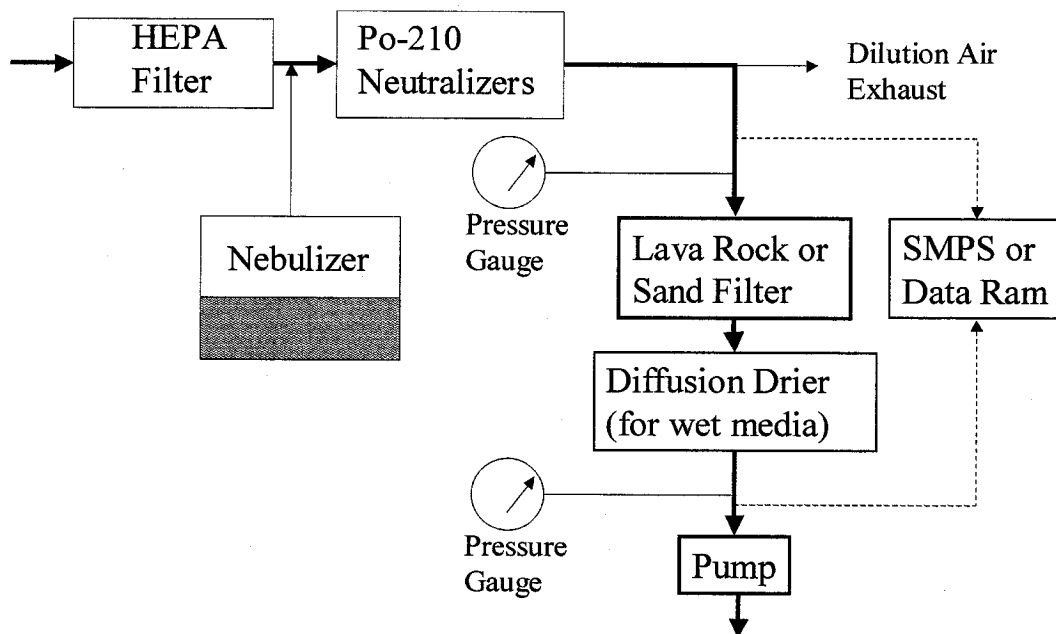 HEPA
Filter
Po-210
Neutralizers
Dilution Air
Exhaust
Nebulizer
Pressure
Gauge
Lava Rock or
Sand Filter
SMPS or
Data Ram
Diffusion Drier
(for wet media)
Pressure
Gauge
Pump